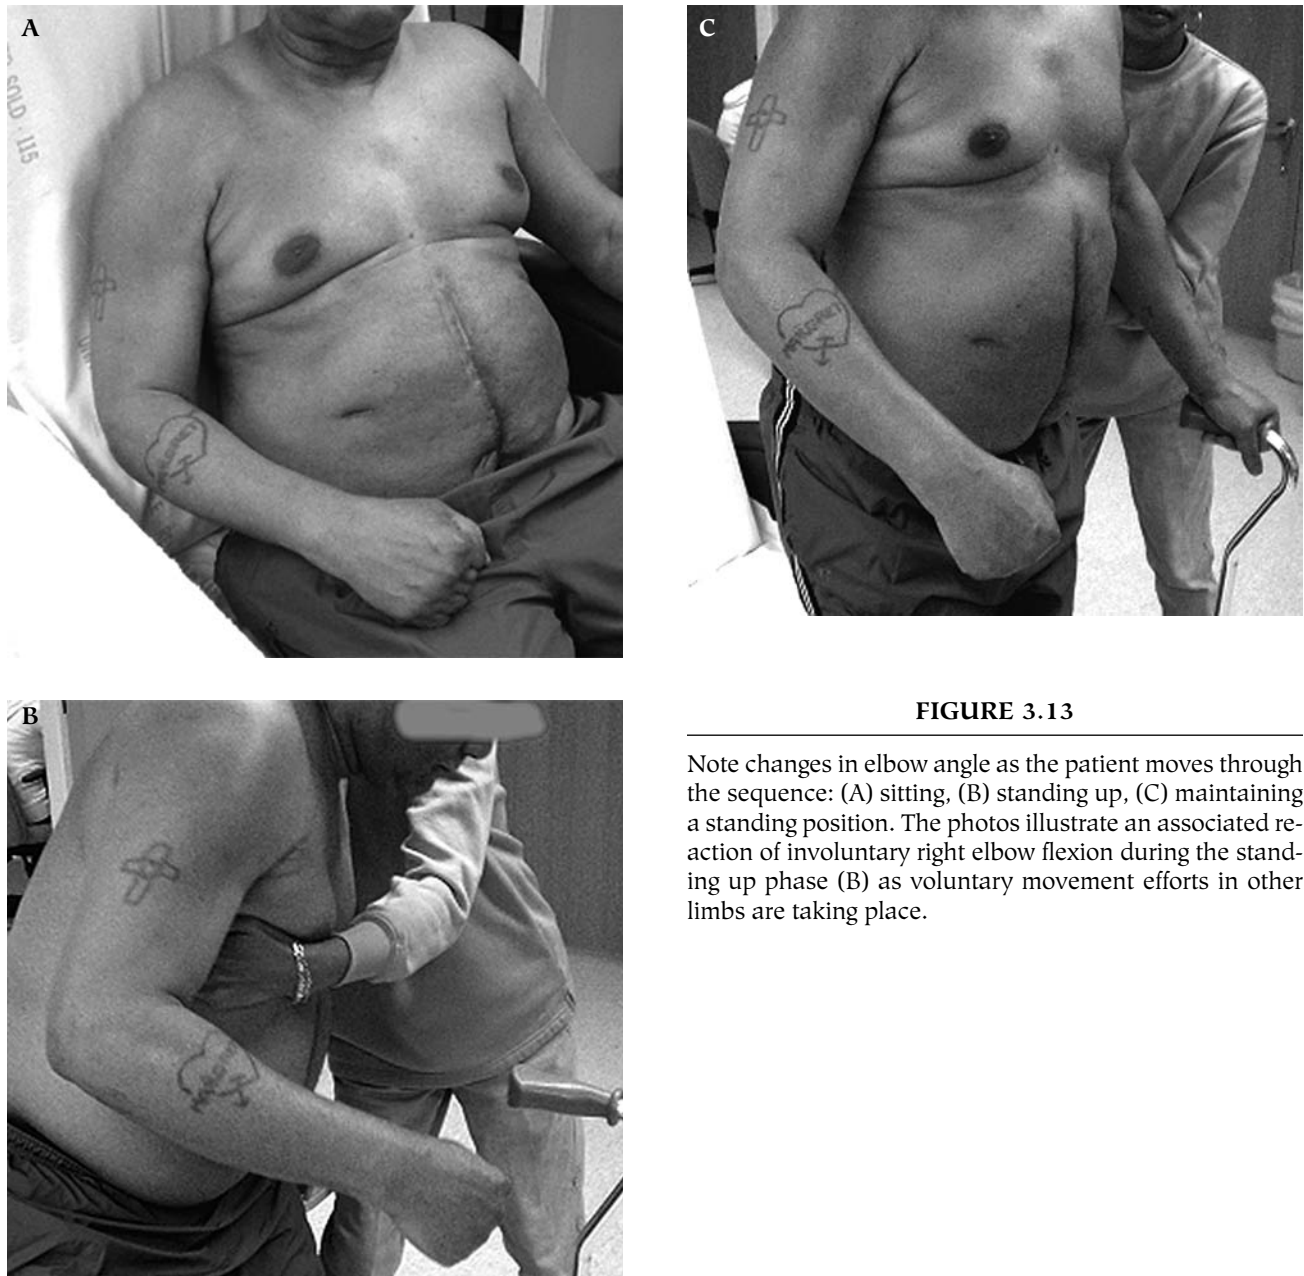 A
SOLD · 115
C
B
FIGURE 3.13
Note changes in elbow angle as the patient moves through
the sequence: (A) sitting, (B) standing up, (C) maintaining
a standing position. The photos illustrate an associated re-
action of involuntary right elbow flexion during the stand-
ing up phase (B) as voluntary movement efforts in other
limbs are taking place.